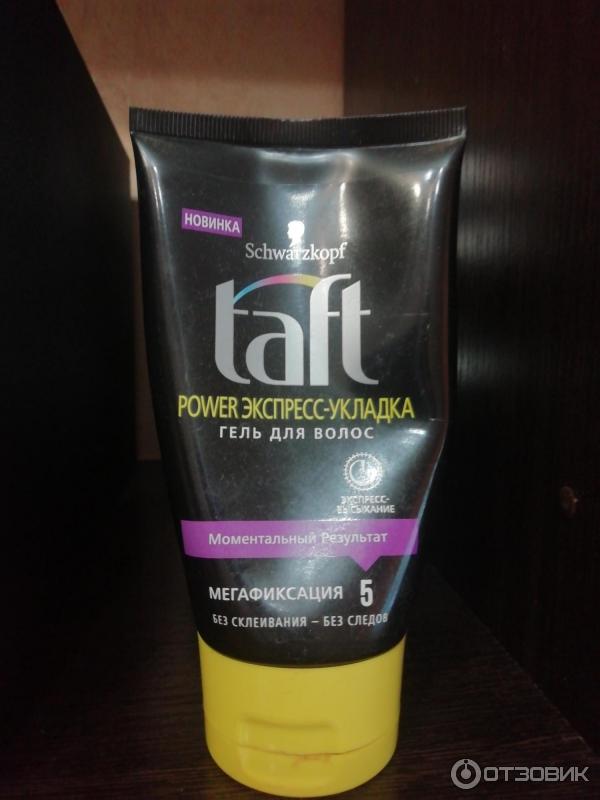 НОВИНКА
Schwarzkopf
taft
POWER ЭКСПРЕСС-УКЛАДКА
ГЕЛЬ ДЛЯ ВОЛОС
ЭКСПРЕСС-
ВЫСЫХАНИЕ
Моментальный Результат
МЕГАФИКСАЦИЯ 5
БЕЗ СКЛЕИВАНИЯ – БЕЗ СЛЕДОВ
ОТЗОВИК